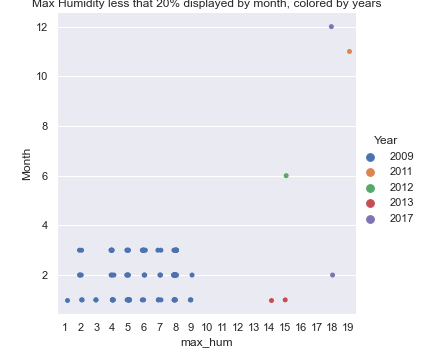 Max Humidity less that 20% displayed by month, colored by years
12
10
8
6
4
2
Month
1 2 3 4 5 6 7 8 9 10 11 12 13 14 15 16 17 18 19
max_hum
Year
2009
2011
2012
2013
2017